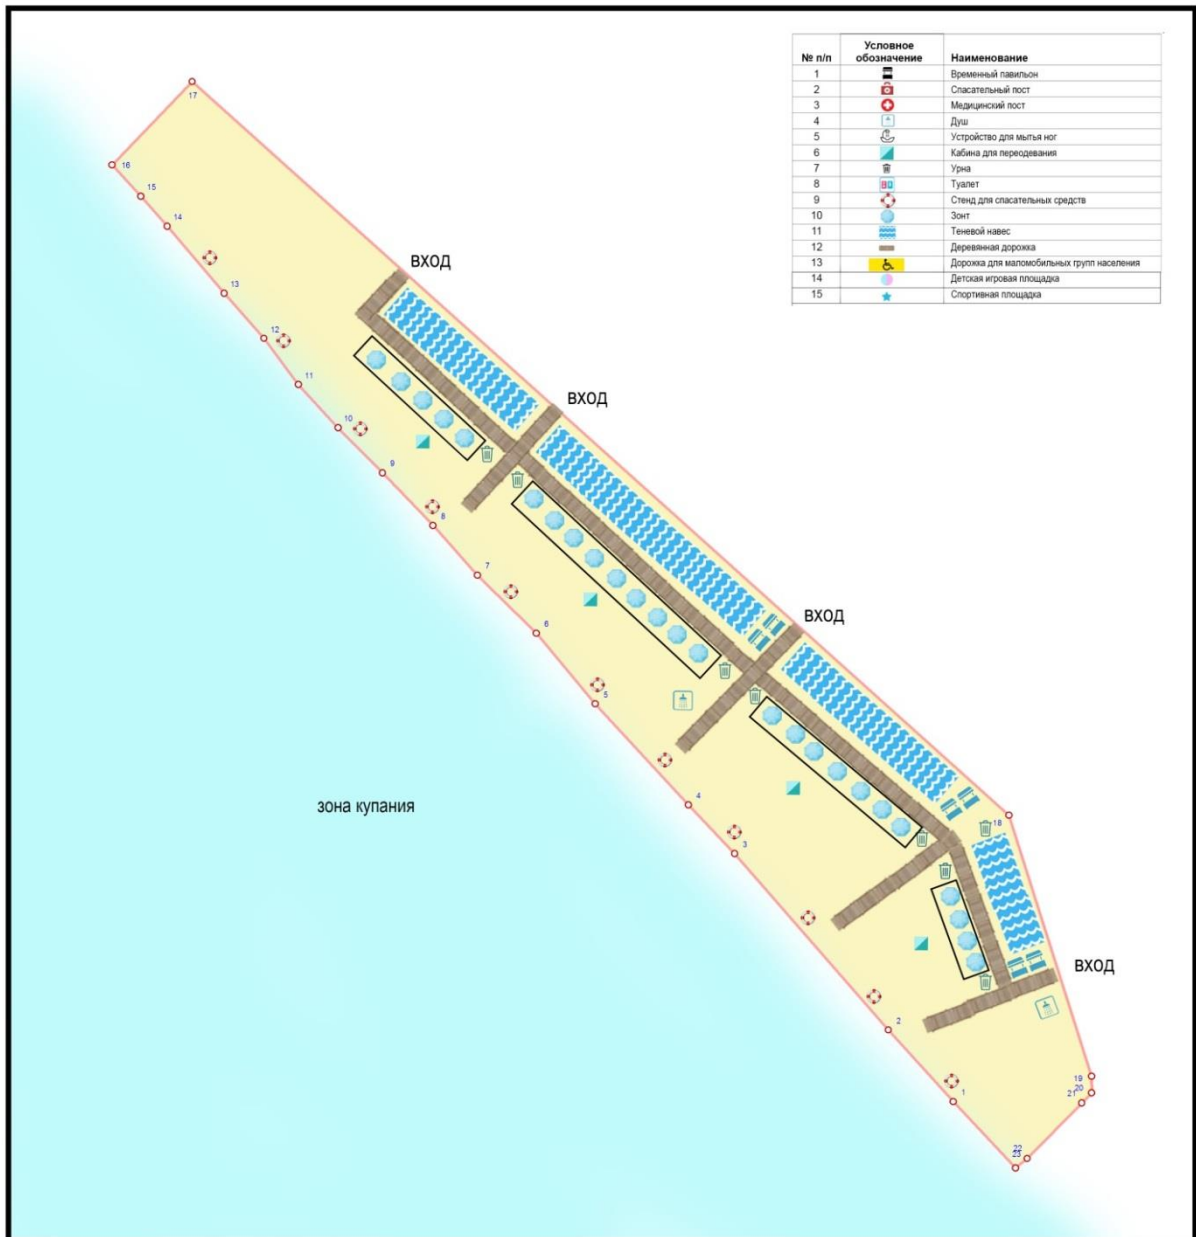 № п/п Условное обозначение Наименование
1 Временный павильон
2 Спасательный пост
3 Медицинский пост
4 Душ
5 Устройство для мытья ног
6 Кабина для переодевания
7 Урна
8 Туалет
9 Стенд для спасательных средств
10 Зонт
11 Теневой навес
12 Деревянная дорожка
13 Дорожка для маломобильных групп населения
14 Детская игровая площадка
15 Спортивная площадка
17
16
15
14
ВХОД
13
12
11
ВХОД
10
9
8
7
6
ВХОД
5
зона купания
4
18
3
ВХОД
2
19
20
21
1
22
23